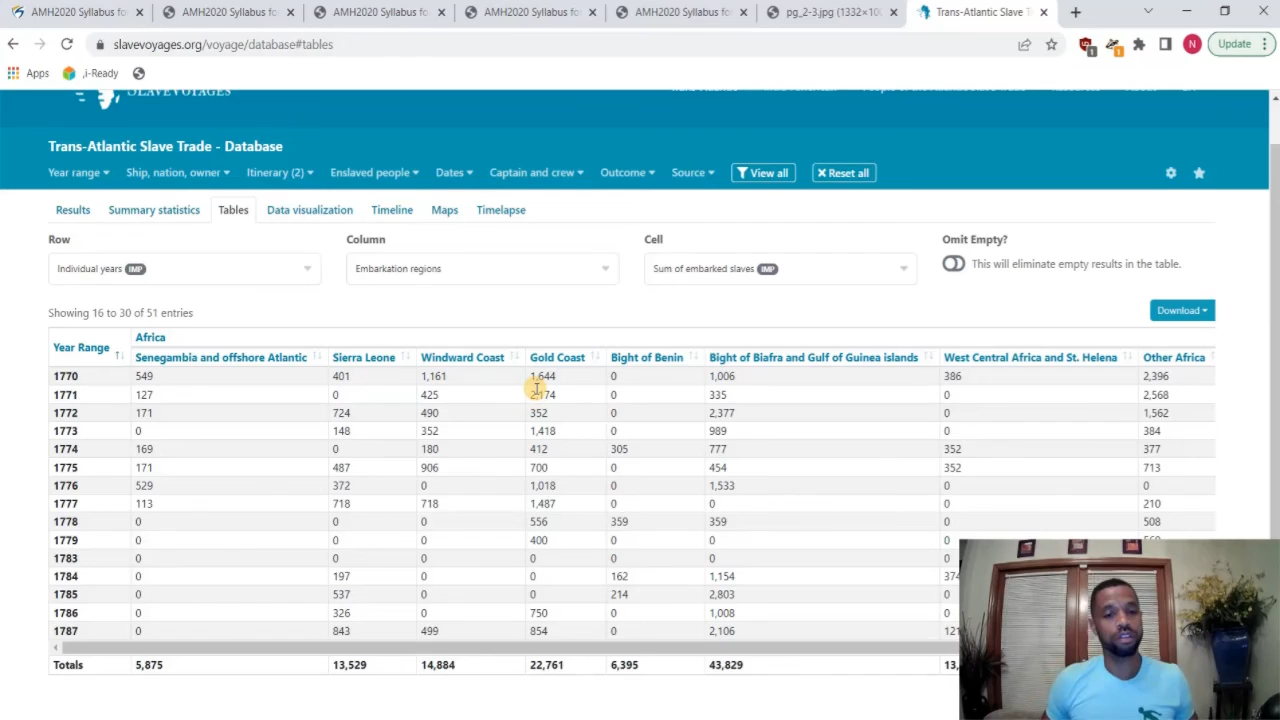 AMH2020 Syllabus fo × AMH2020 Syllabus fo × AMH2020 Syllabus fo × AMH2020 Syllabus fo × AMH2020 Syllabus fo × pg_2-3.jpg (1332×10 × Trans-Atlantic Slave T ×
slavevoyages.org/voyage/database#tables 1 1 N Update
Apps ,i-Ready
SLAVEVOYAGES
Trans-Atlantic Slave Trade - Database
Year range Ship, nation, owner Itinerary (2) Enslaved people Dates Captain and crew Outcome Source View all Reset all
Results Summary statistics Tables Data visualization Timeline Maps Timelapse
Row Column Cell Omit Empty?
Individual years IMP Embarkation regions Sum of embarked slaves IMP This will eliminate empty results in the table.
Showing 16 to 30 of 51 entries Download
Africa
Year Range Senegambia and offshore Atlantic Sierra Leone Windward Coast Gold Coast Bight of Benin Bight of Biafra and Gulf of Guinea islands West Central Africa and St. Helena Other Africa
1770 549 401 1,161 1,644 0 1,006 386 2,396
1771 127 0 425 2,174 0 335 0 2,568
1772 171 724 490 352 0 2,377 0 1,562
1773 0 148 352 1,418 0 989 0 384
1774 169 0 180 412 305 777 352 377
1775 171 487 906 700 0 454 352 713
1776 529 372 0 1,018 0 1,533 0 0
1777 113 718 718 1,487 0 0 0 210
1778 0 0 0 556 359 359 0 508
1779 0 0 0 400 0 0 0
1783 0 0 0 0 0 0
1784 0 197 0 0 162 1,154 374
1785 0 537 0 0 214 2,803 0
1786 0 326 0 750 0 1,008 0
1787 0 843 499 854 0 2,106 121
Totals 5,875 13,529 14,884 22,761 6,395 43,829 13,